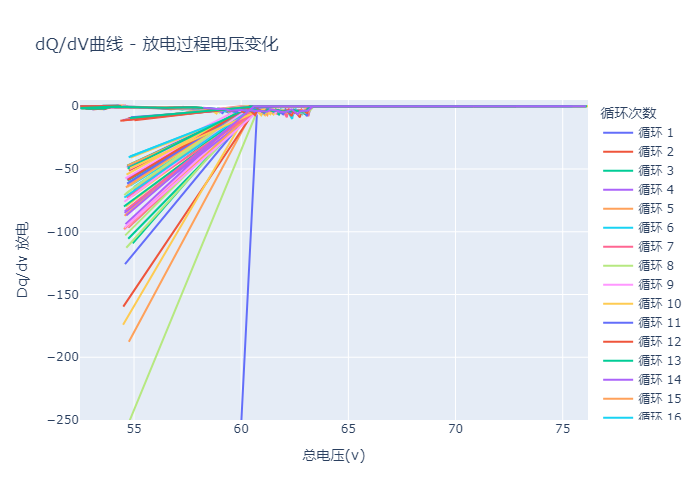 dQ/dV曲线 - 放电过程电压变化
0
−50
−100
−150
−200
−250
Dq/dv 放电
55
60
65
70
75
总电压(v)
循环次数
循环 1
循环 2
循环 3
循环 4
循环 5
循环 6
循环 7
循环 8
循环 9
循环 10
循环 11
循环 12
循环 13
循环 14
循环 15
循环 16